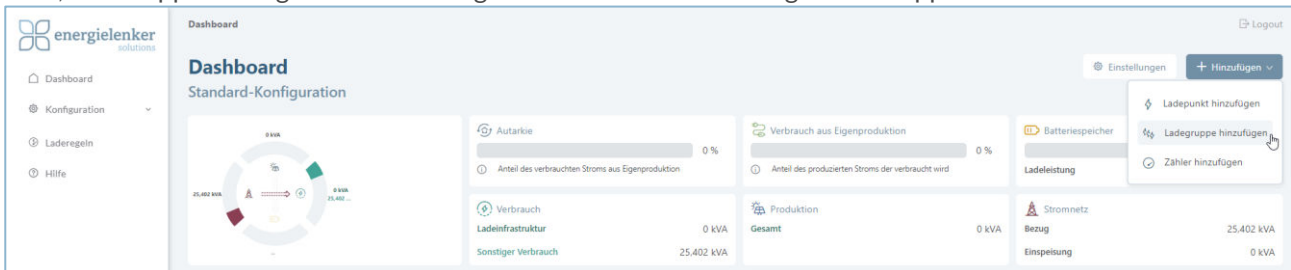 energielenker
solutions
Dashboard
Konfiguration
Laderegeln
Hilfe
Dashboard
Logout
Dashboard
Standard-Konfiguration
Einstellungen
+ Hinzufügen
Ladepunkt hinzufügen
Ladegruppe hinzufügen
Zähler hinzufügen
0 kVA
25,402 kVA
0 kVA
25,402 ...
-
Autarkie
0 %
Anteil des verbrauchten Stroms aus Eigenproduktion
Verbrauch aus Eigenproduktion
0 %
Anteil des produzierten Stroms der verbraucht wird
Batteriespeicher
Ladeleistung
Verbrauch
Ladeinfrastruktur 0 kVA
Sonstiger Verbrauch 25,402 kVA
Produktion
Gesamt 0 kVA
Stromnetz
Bezug 25,402 kVA
Einspeisung 0 kVA